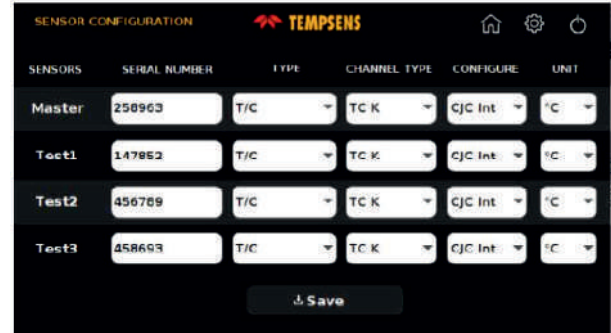 SENSOR CONFIGURATION TEMPSENS
SENSORS SERIAL NUMBER TYPE CHANNEL TYPE CONFIGURE UNIT
Master 258963 T/C TC K CJC Int °C
Test1 147852 T/C TC K CJC Int °C
Test2 456789 T/C TC K CJC Int °C
Test3 458693 T/C TC K CJC Int °C
Save